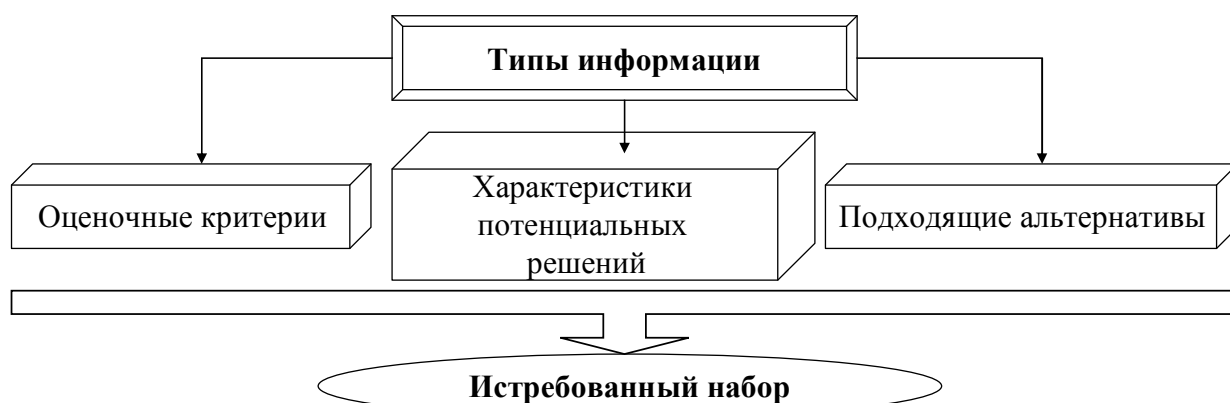 Типы информации
Оценочные критерии
Характеристики
потенциальных
решений
Подходящие альтернативы
Истребованный набор